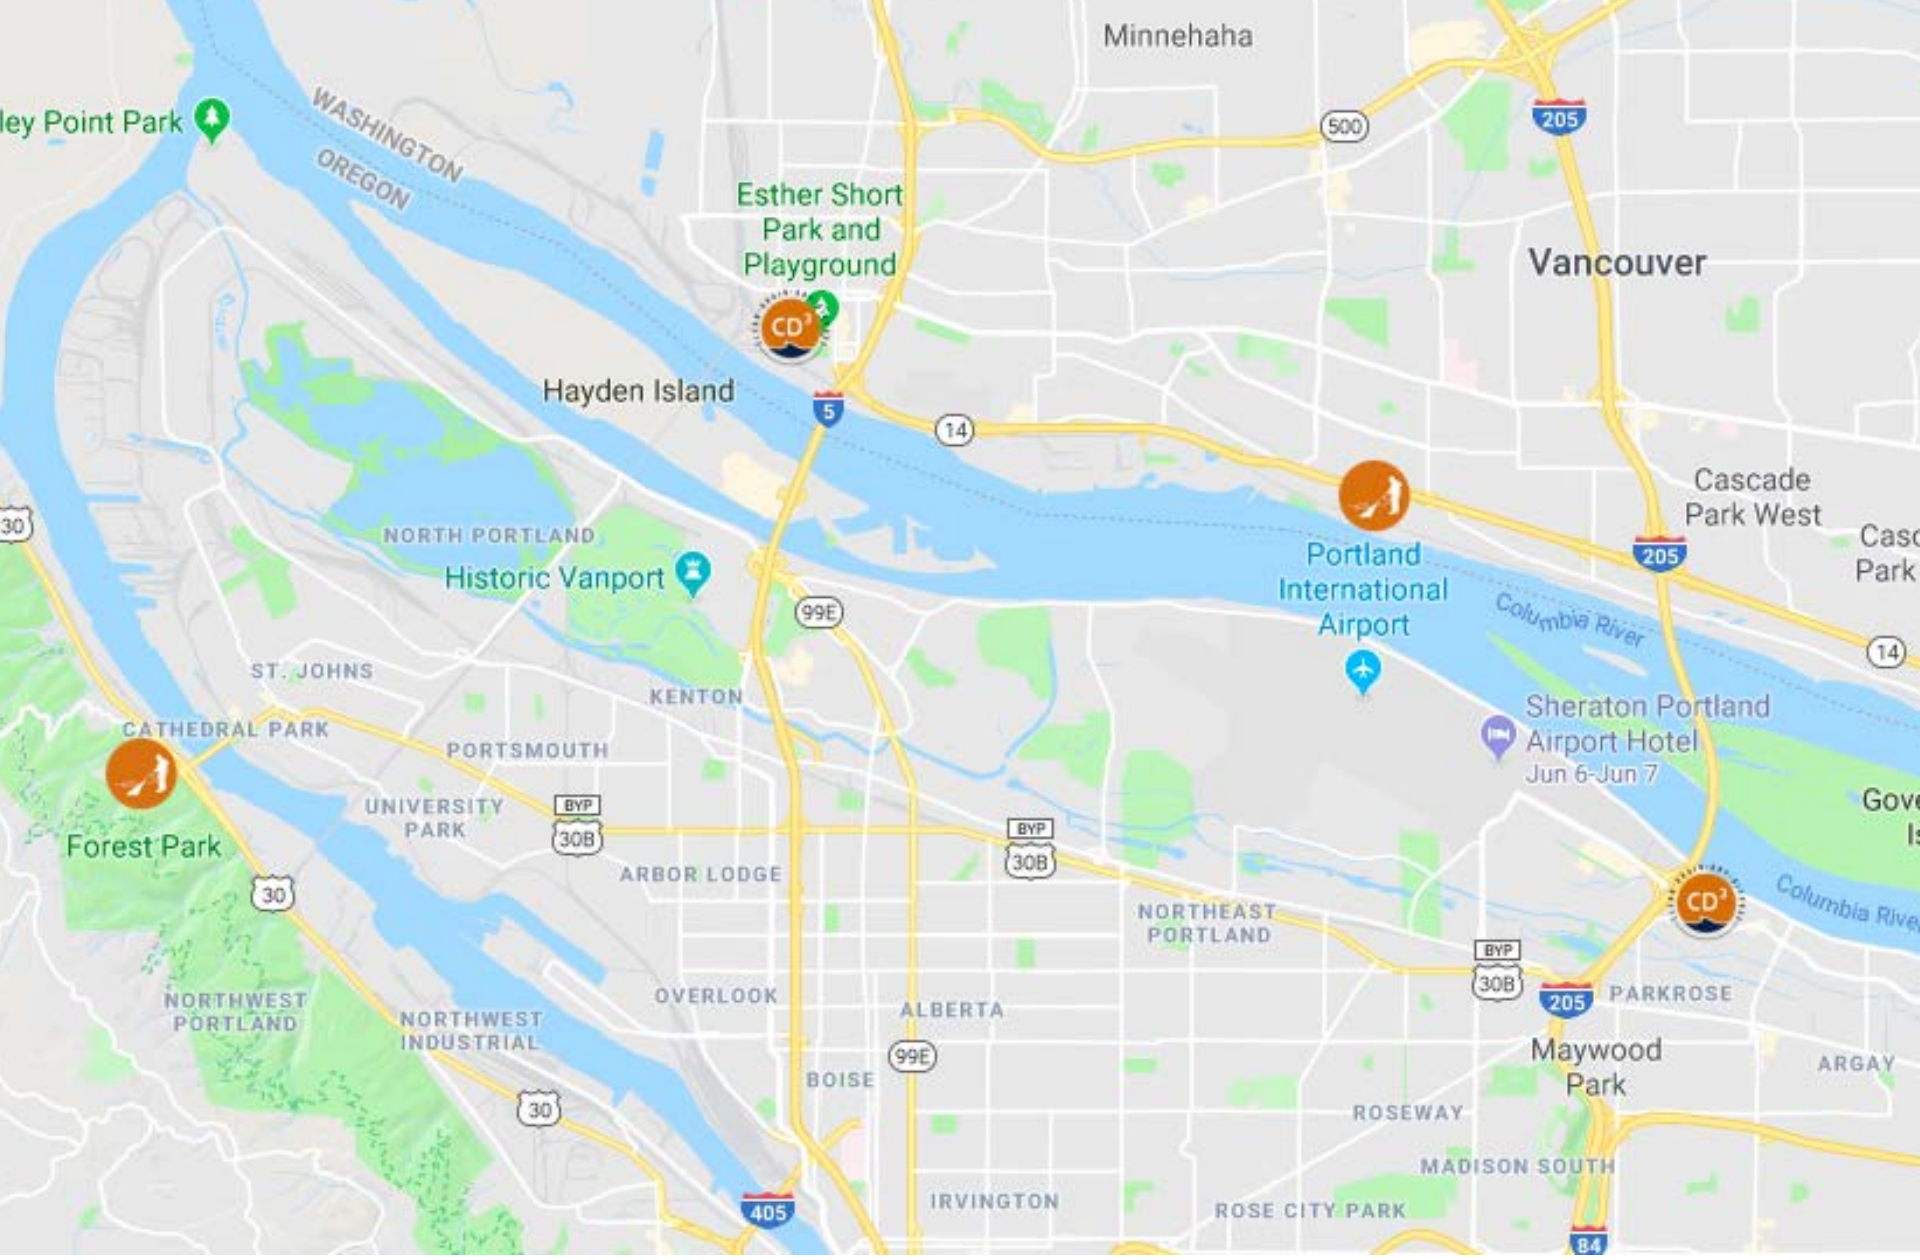 Minnehaha
WASHINGTON
OREGON
ley Point Park
500
205
Esther Short
Park and
Playground
Vancouver
CD³
Hayden Island
5
14
Cascade
Park West
Casc
Park
30
NORTH PORTLAND
Historic Vanport
99E
Portland
International
Airport
205
Columbia River
14
ST. JOHNS
KENTON
CATHEDRAL PARK
PORTSMOUTH
Sheraton Portland
Airport Hotel
Jun 6-Jun 7
UNIVERSITY
PARK
BYP
30B
BYP
30B
Gove
Is
Forest Park
30
ARBOR LODGE
CD³
Columbia Rive
NORTHEAST
PORTLAND
BYP
30B
205
PARKROSE
NORTHWEST
PORTLAND
NORTHWEST
INDUSTRIAL
OVERLOOK
ALBERTA
99E
Maywood
Park
ARGAY
BOISE
30
ROSEWAY
MADISON SOUTH
405
IRVINGTON
ROSE CITY PARK
84